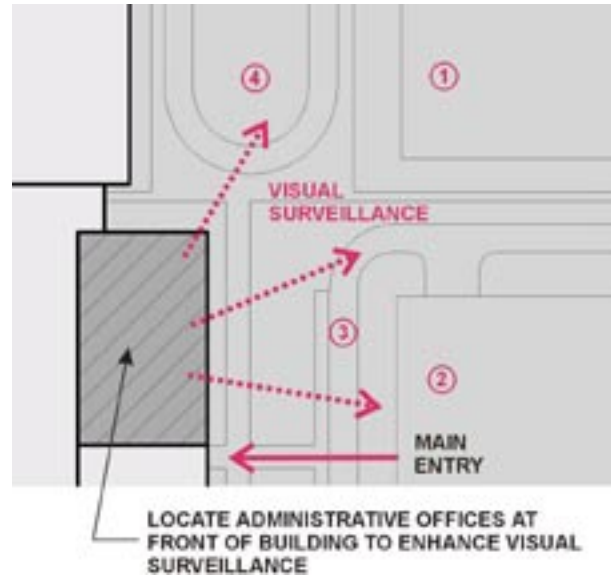 ④
①
VISUAL
SURVEILLANCE
③
②
MAIN
ENTRY
LOCATE ADMINISTRATIVE OFFICES AT
FRONT OF BUILDING TO ENHANCE VISUAL
SURVEILLANCE